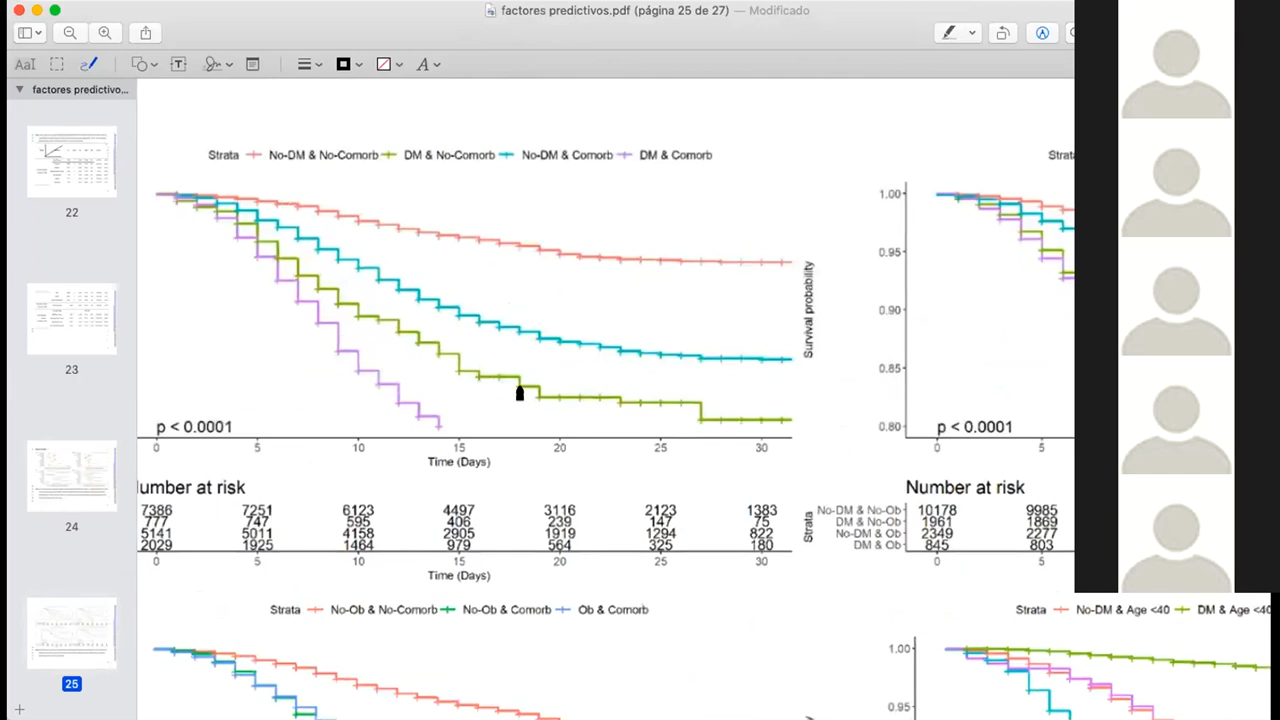 factores predictivos.pdf (página 25 de 27) — Modificado
AaI
T
A
factores predictivo...
22
23
24
25
Strata No-DM & No-Comorb DM & No-Comorb No-DM & Comorb DM & Comorb
p < 0.0001
0 5 10 15 20 25 30
Time (Days)
umber at risk
7386 7251 6123 4497 3116 2123 1383
777 747 595 406 239 147 75
5141 5011 4158 2905 1919 1294 822
2029 1925 1464 979 564 325 180
0 5 10 15 20 25 30
Time (Days)
Strata
1.00
0.95
0.90
0.85
0.80
Survival probability
p < 0.0001
0 5
Number at risk
Strata
No-DM & No-Ob 10178 9985
DM & No-Ob 1961 1869
No-DM & Ob 2349 2277
DM & Ob 845 803
0 5
Strata No-Ob & No-Comorb No-Ob & Comorb Ob & Comorb
Strata No-DM & Age <40 DM & Age <40
1.00
0.95